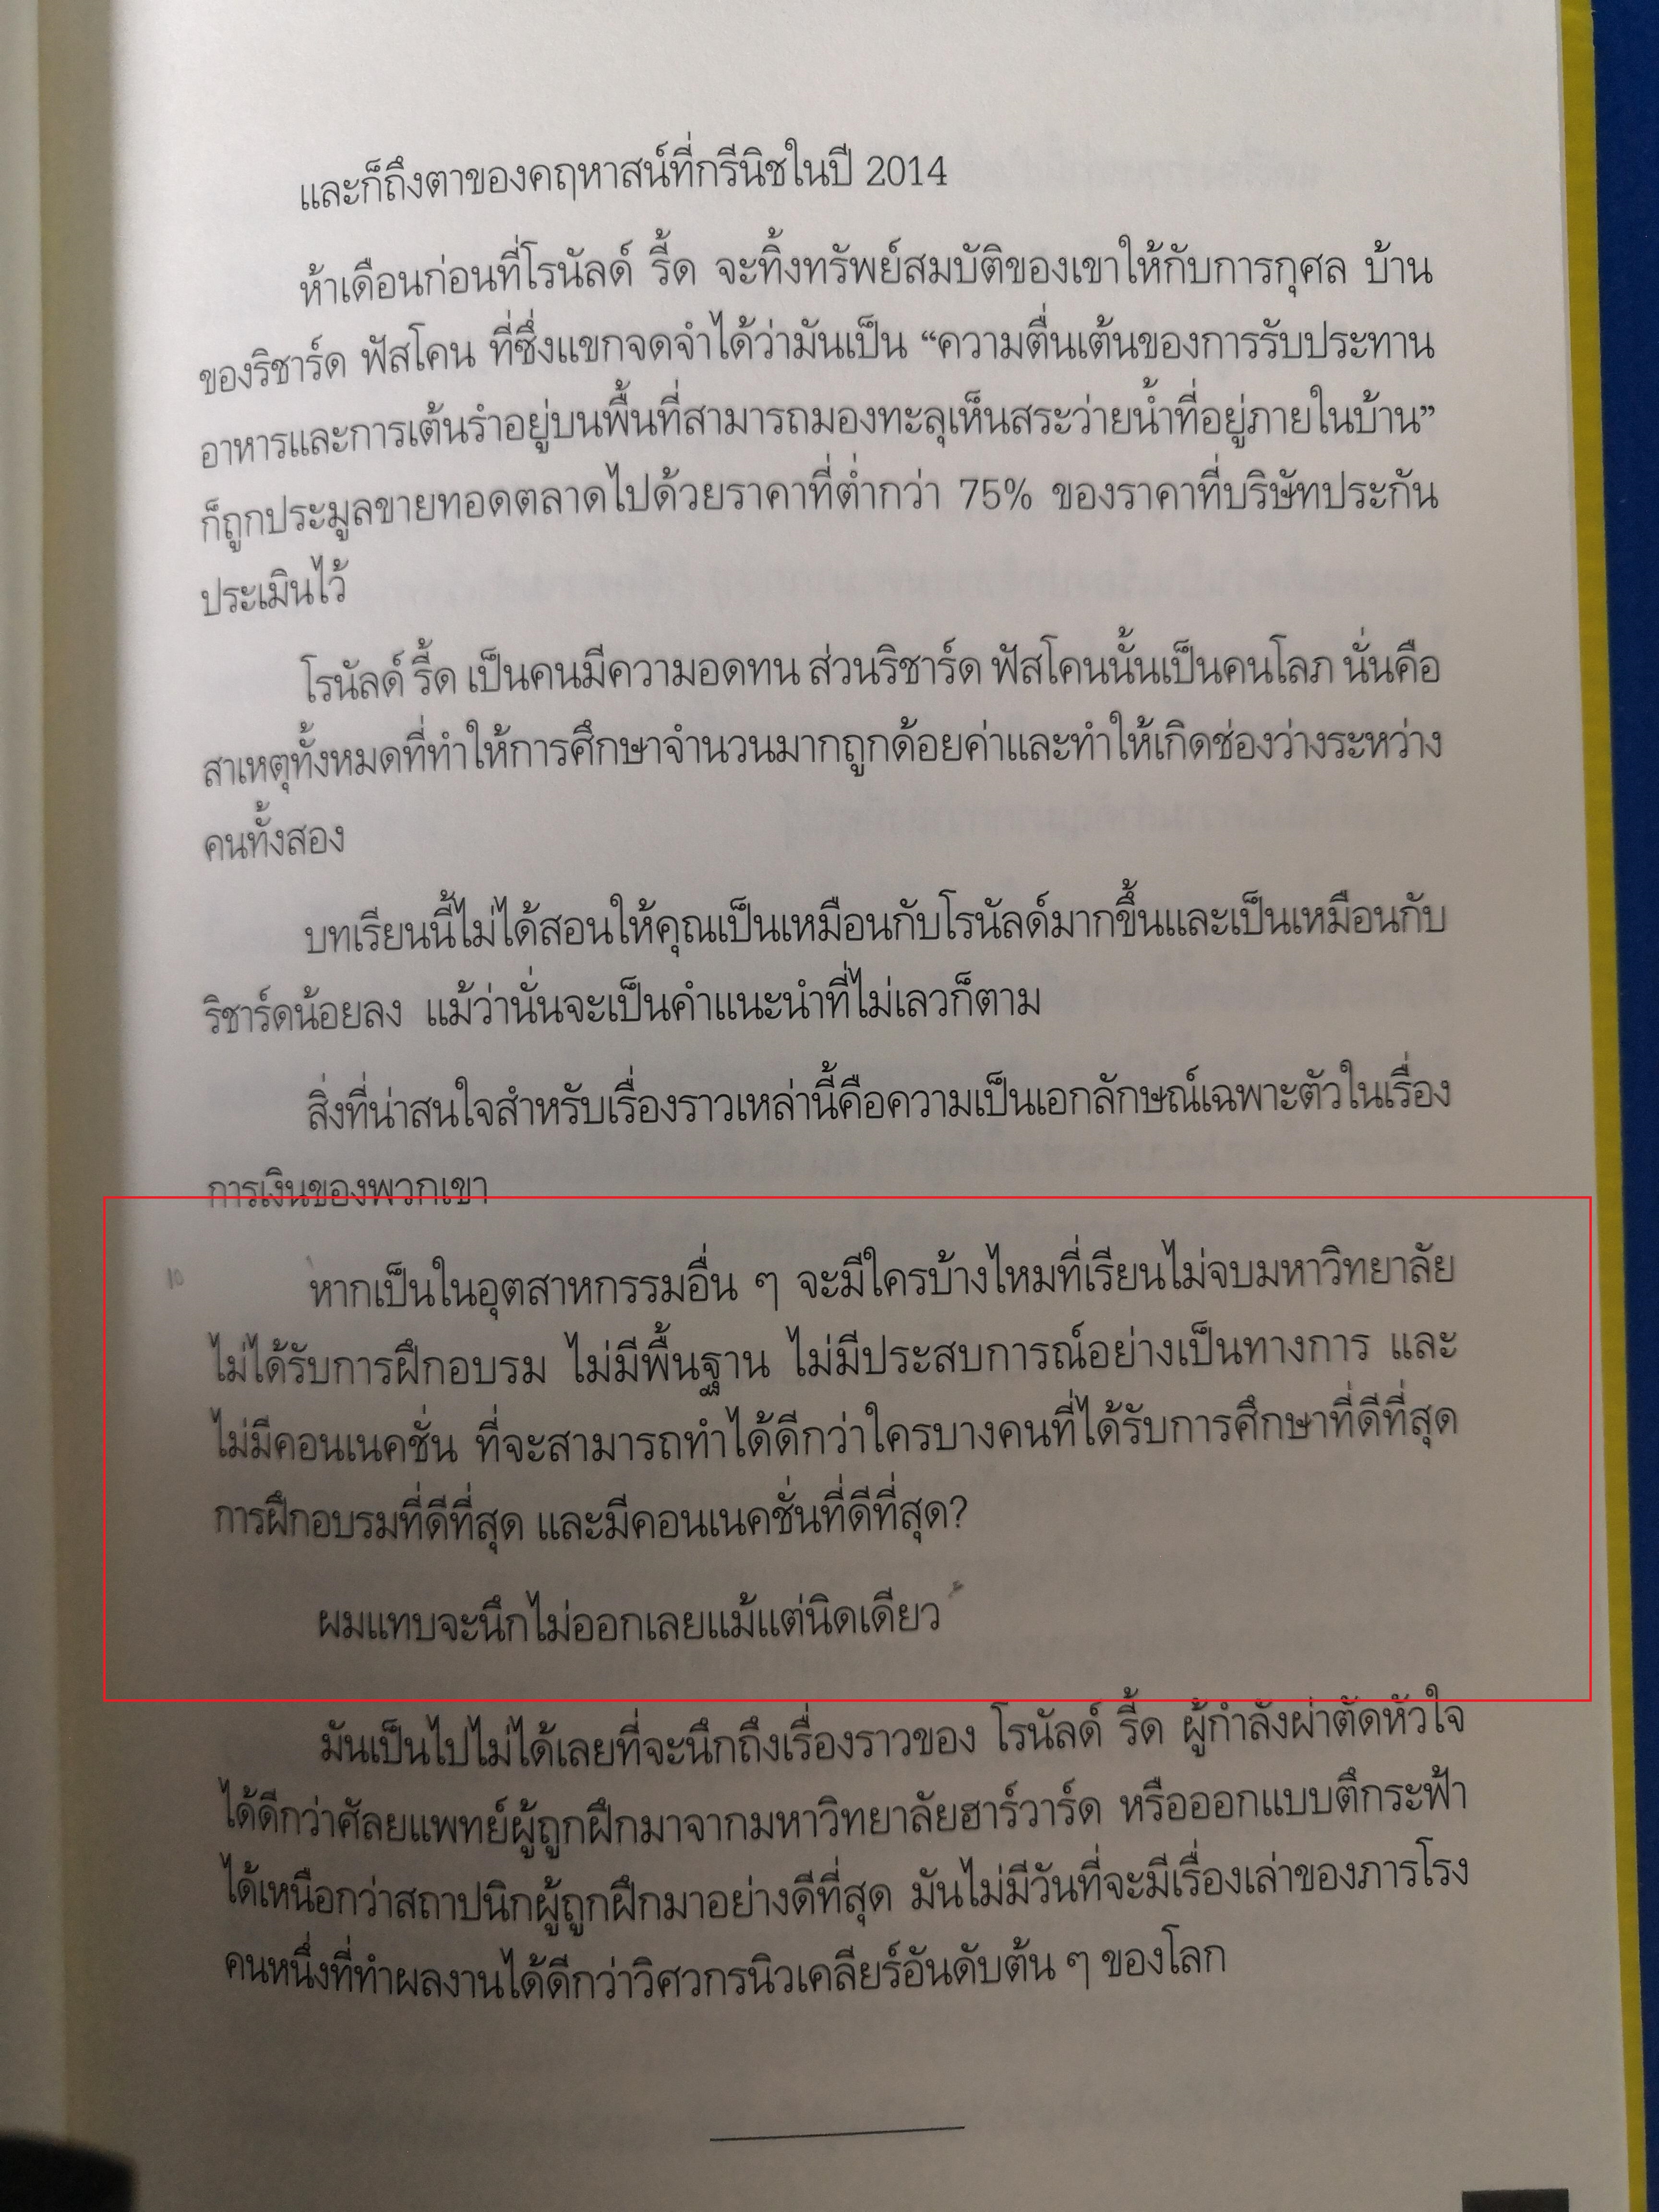 และก็ถึงตาของคฤหาสน์ที่กรีนิชในปี 2014
ห้าเดือนก่อนที่โรนัลด์ รี้ด จะทิ้งทรัพย์สมบัติของเขาให้กับการกุศล บ้าน
ของริชาร์ด ฟัสโคน ที่ซึ่งแขกจดจำได้ว่ามันเป็น “ความตื่นเต้นของการรับประทาน
อาหารและการเต้นรำอยู่บนพื้นที่สามารถมองทะลุเห็นสระว่ายน้ำที่อยู่ภายในบ้าน”
ก็ถูกประมูลขายทอดตลาดไปด้วยราคาที่ต่ำกว่า 75% ของราคาที่บริษัทประกัน
ประเมินไว้
โรนัลด์ รี้ด เป็นคนมีความอดทน ส่วนริชาร์ด ฟัสโคนนั้นเป็นคนโลภ นั่นคือ
สาเหตุทั้งหมดที่ทำให้การศึกษาจำนวนมากถูกด้อยค่าและทำให้เกิดช่องว่างระหว่าง
คนทั้งสอง
บทเรียนนี้ไม่ได้สอนให้คุณเป็นเหมือนกับโรนัลด์มากขึ้นและเป็นเหมือนกับ
ริชาร์ดน้อยลง แม้ว่านั่นจะเป็นคำแนะนำที่ไม่เลวก็ตาม
สิ่งที่น่าสนใจสำหรับเรื่องราวเหล่านี้คือความเป็นเอกลักษณ์เฉพาะตัวในเรื่อง
การเงินของพวกเขา
10
หากเป็นในอุตสาหกรรมอื่น ๆ จะมีใครบ้างไหมที่เรียนไม่จบมหาวิทยาลัย
ไม่ได้รับการฝึกอบรม ไม่มีพื้นฐาน ไม่มีประสบการณ์อย่างเป็นทางการ และ
ไม่มีคอนเนคชั่น ที่จะสามารถทำได้ดีกว่าใครบางคนที่ได้รับการศึกษาที่ดีที่สุด
การฝึกอบรมที่ดีที่สุด และมีคอนเนคชั่นที่ดีที่สุด?
ผมแทบจะนึกไม่ออกเลยแม้แต่นิดเดียว
มันเป็นไปไม่ได้เลยที่จะนึกถึงเรื่องราวของ โรนัลด์ รี้ด ผู้กำลังผ่าตัดหัวใจ
ได้ดีกว่าศัลยแพทย์ผู้ถูกฝึกมาจากมหาวิทยาลัยฮาร์วาร์ด หรือออกแบบตึกระฟ้า
ได้เหนือกว่าสถาปนิกผู้ถูกฝึกมาอย่างดีที่สุด มันไม่มีวันที่จะมีเรื่องเล่าของภารโรง
คนหนึ่งที่ทำผลงานได้ดีกว่าวิศวกรนิวเคลียร์อันดับต้น ๆ ของโลก